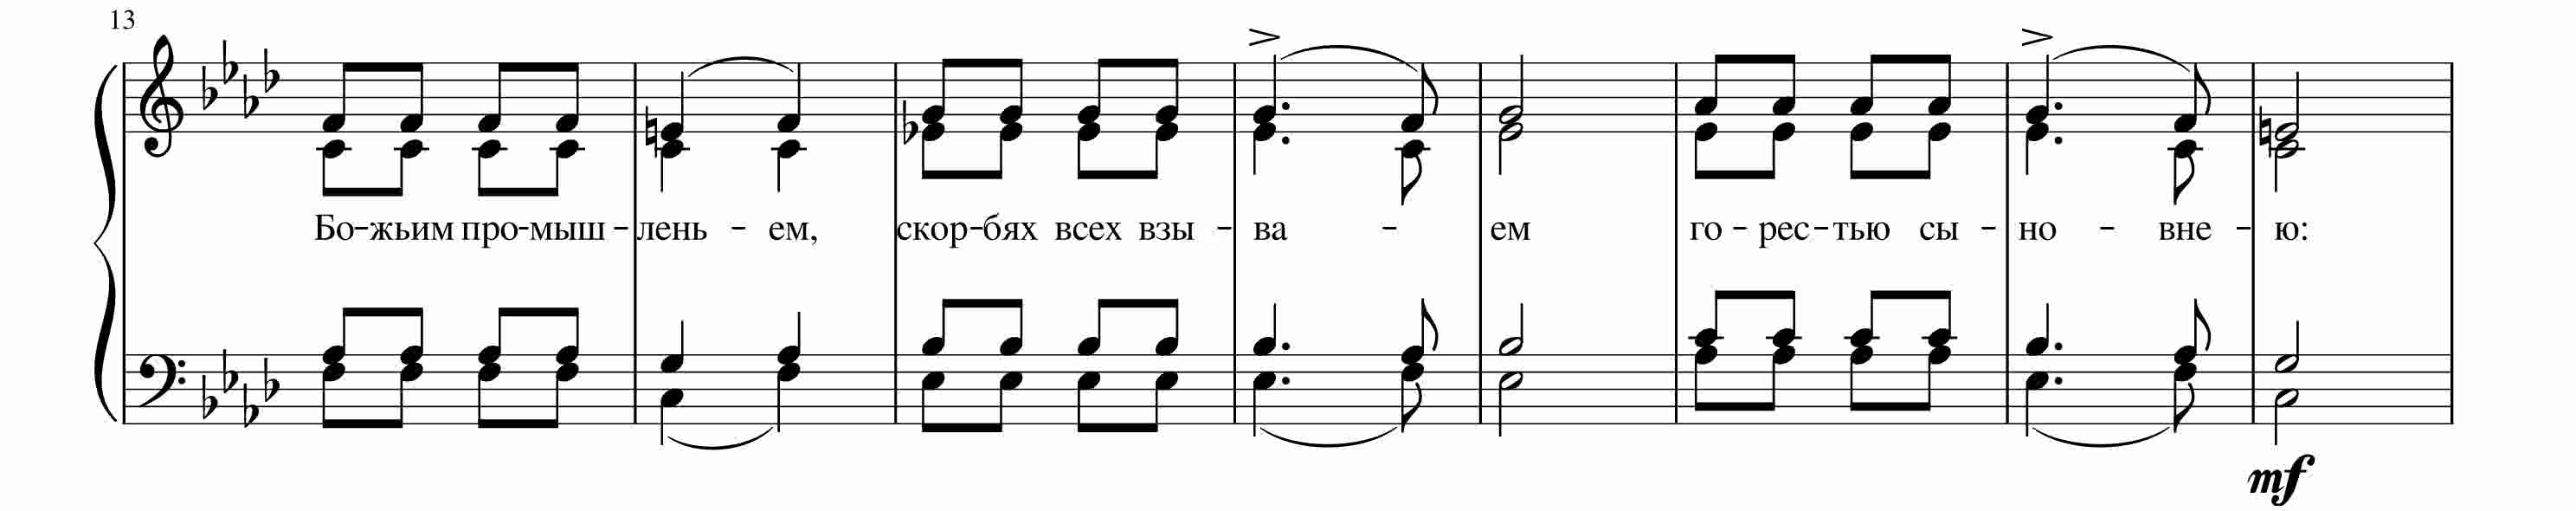 13
Бо-жьим про-мыш-лень - ем, скор-бях всех взы - ва - ем го - рес-тью сы - но - вне - ю:
mf